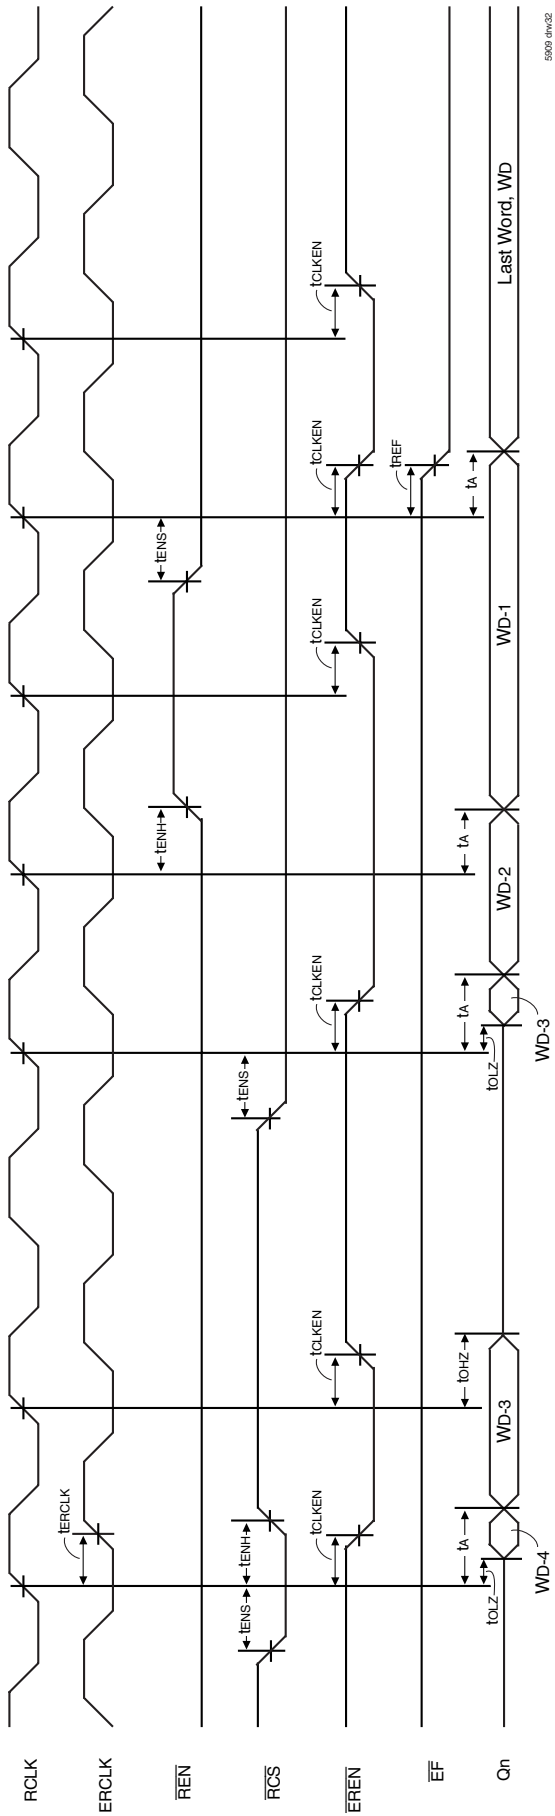 RCLK
ERCLK
tERCLK
REN
tENH
tENS
RCS
tENS
tENH
tENS
EREN
tCLKEN
tCLKEN
tCLKEN
tCLKEN
tCLKEN
tCLKEN
EF
tREF
Qn
tOLZ
tA
WD-4
WD-3
tOHZ
tOLZ
tA
WD-3
WD-2
tA
WD-1
tA
Last Word, WD
5909 drw32